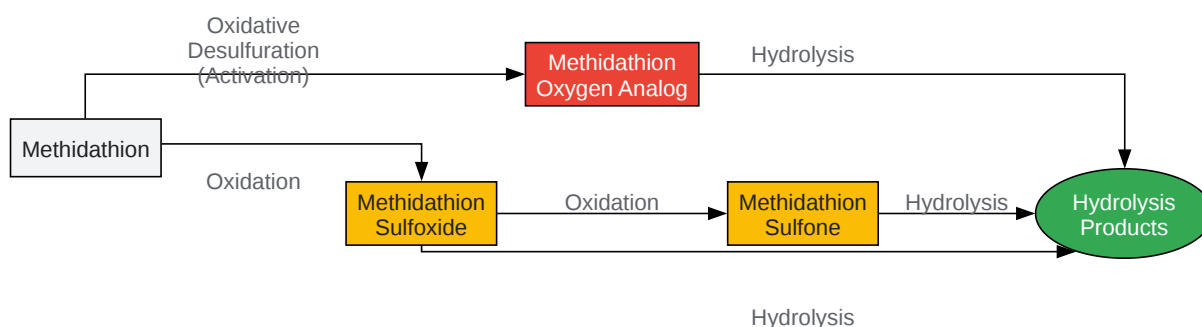 Oxidative
Desulfuration
(Activation)
Methidathion
Oxygen Analog
Hydrolysis
Methidathion
Oxidation
Methidathion
Sulfoxide
Oxidation
Methidathion
Sulfone
Hydrolysis
Hydrolysis
Products
Hydrolysis